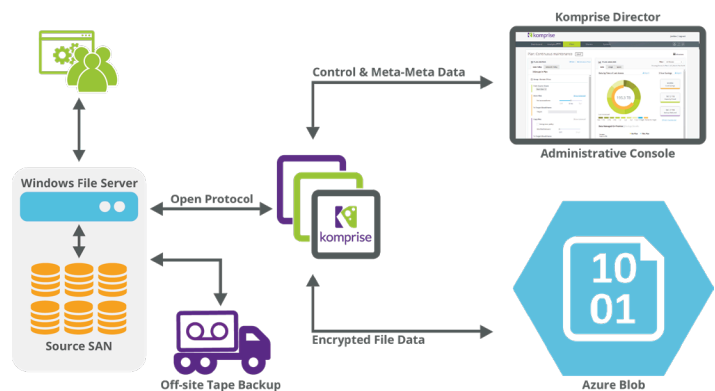 Komprise Director
komprise
Control & Meta-Meta Data
Administrative Console
Windows File Server
Open Protocol
komprise
Source SAN
Off-site Tape Backup
Encrypted File Data
10
01
Azure Blob